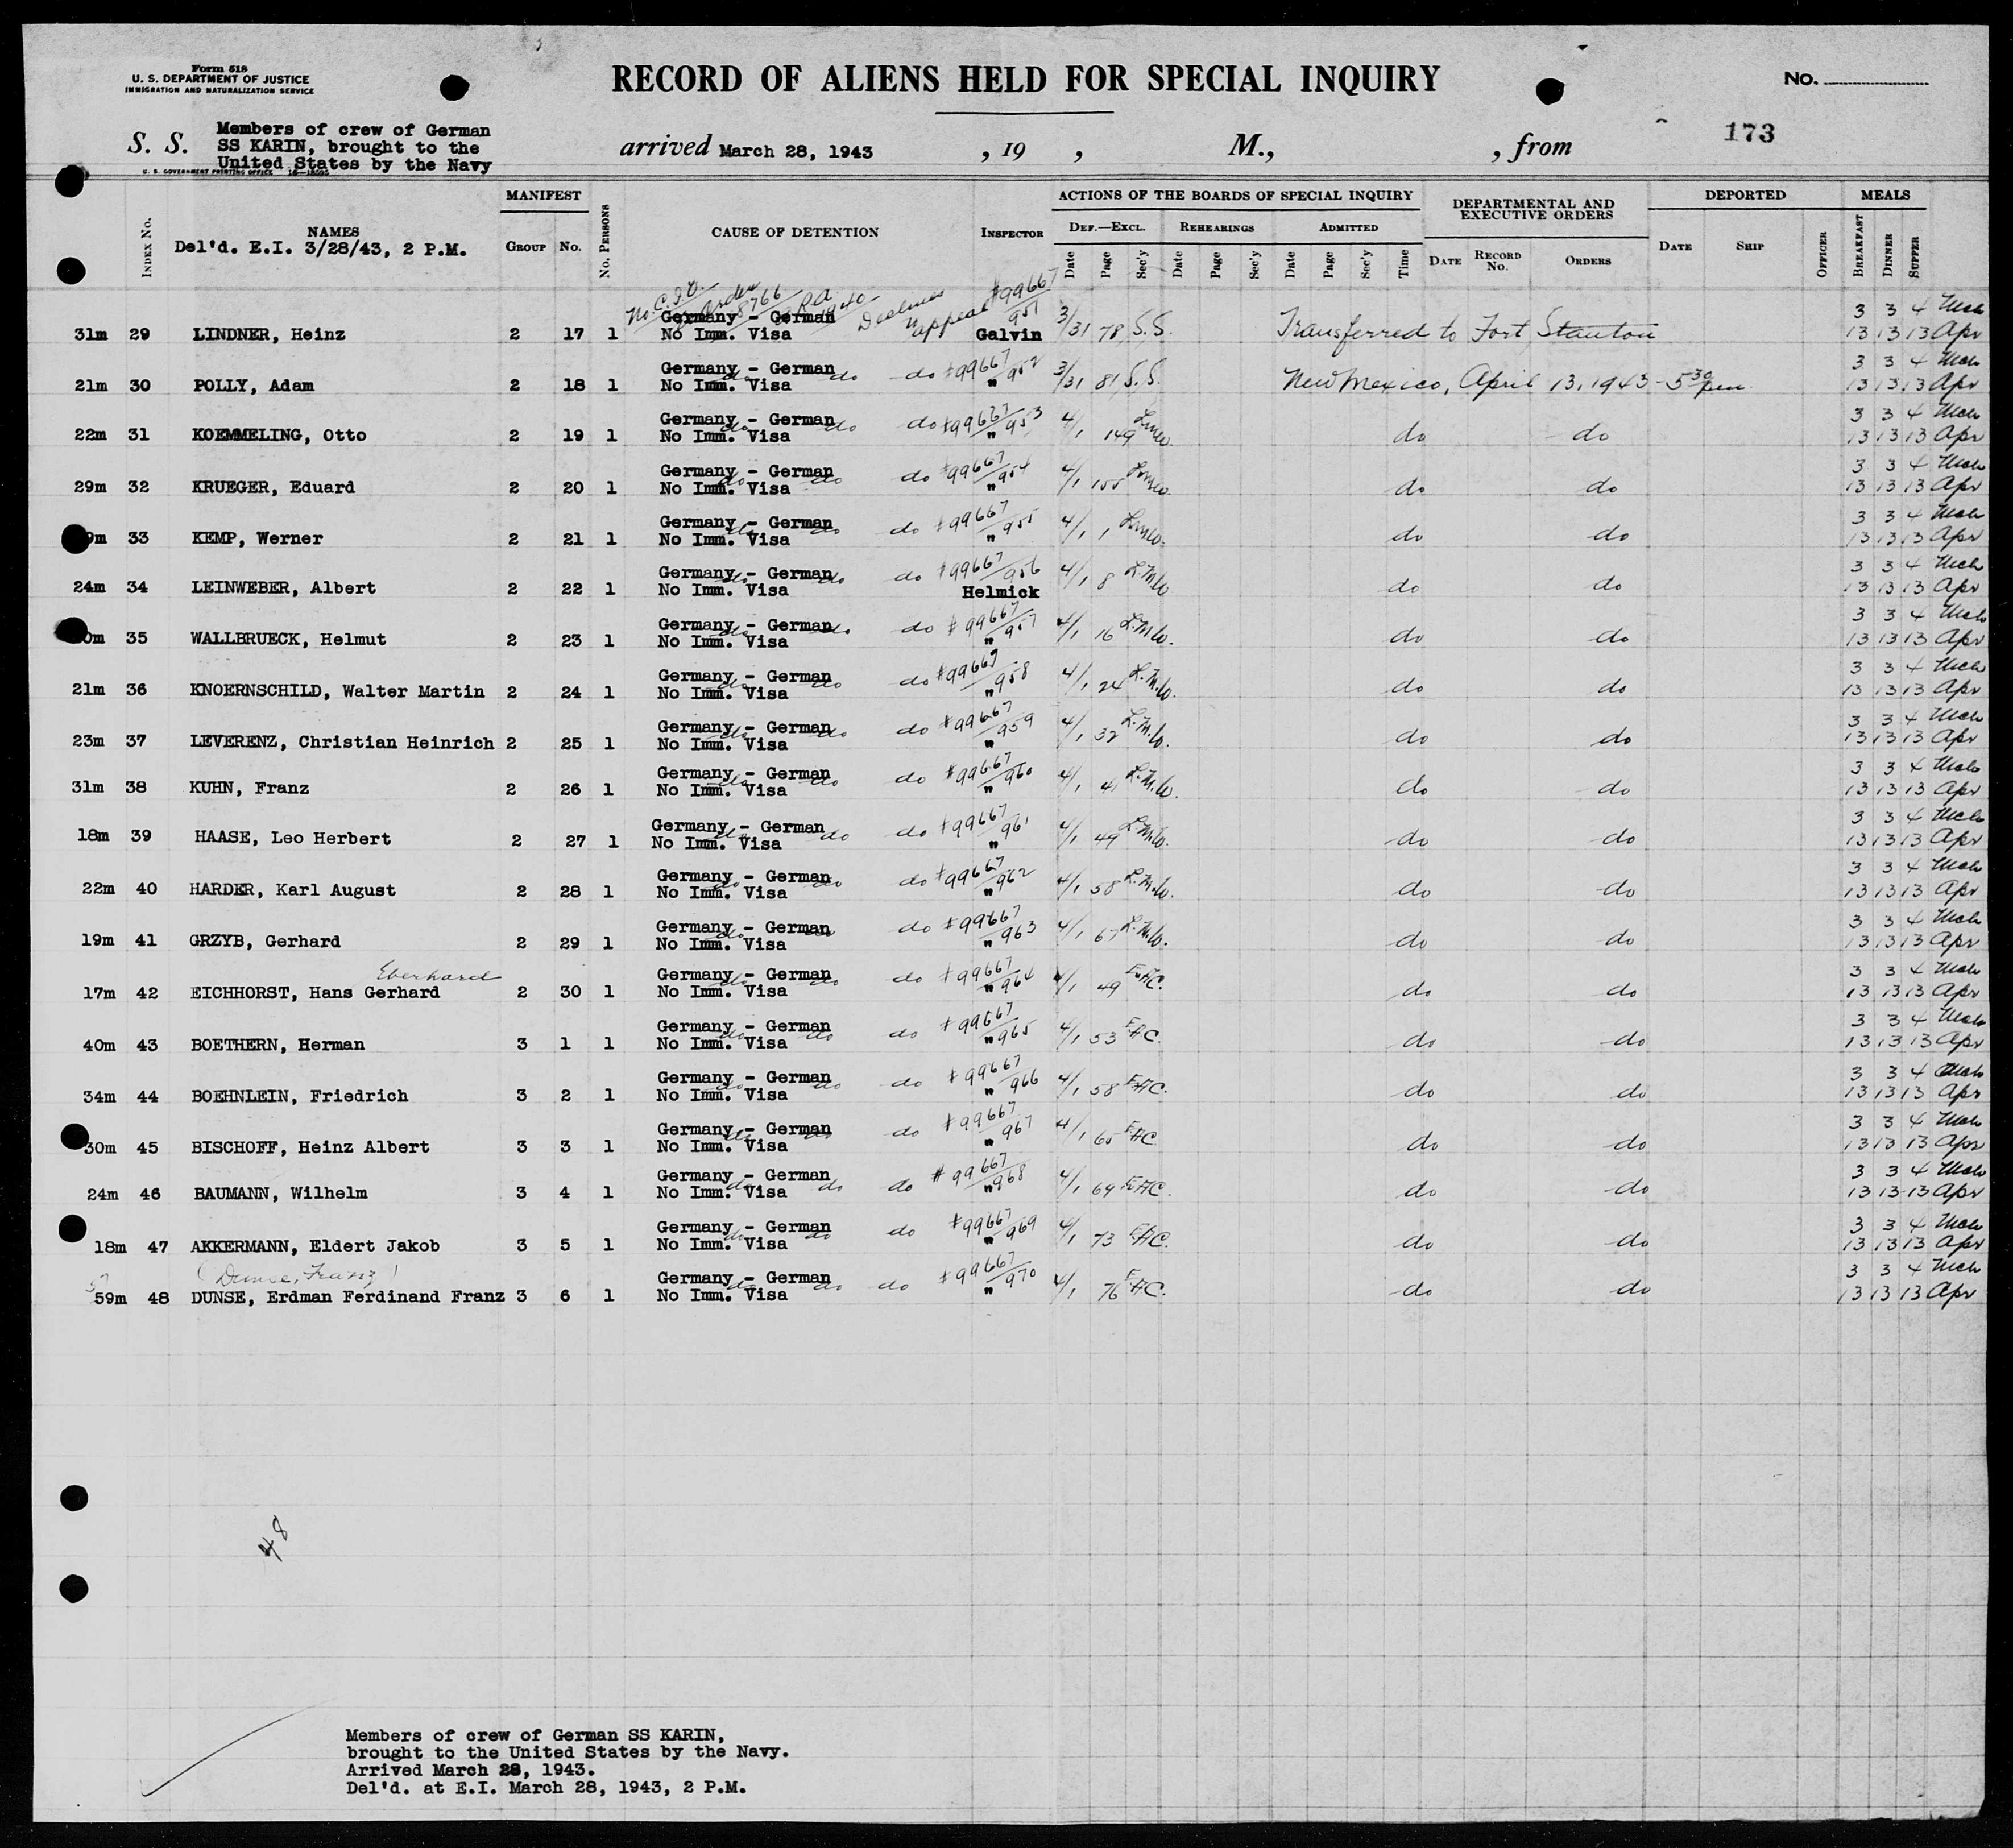 Form 518
U. S. DEPARTMENT OF JUSTICE
IMMIGRATION AND NATURALIZATION SERVICE
RECORD OF ALIENS HELD FOR SPECIAL INQUIRY
No.
173
S. S. Members of crew of German
SS KARIN, brought to the
United States by the Navy
U. S. GOVERNMENT PRINTING OFFICE
arrived March 28, 1943 , 19 , M., , from
INDEX No. NAMES MANIFEST GROUP No. No. PERSONS CAUSE OF DETENTION INSPECTOR ACTIONS OF THE BOARDS OF SPECIAL INQUIRY DEPARTMENTAL AND EXECUTIVE ORDERS DEPORTED MEALS
Del'd. E.I. 3/28/43, 2 P.M.
DEF.—EXCL. REHEARINGS ADMITTED
Date Page Sec'y Date Page Sec'y Date Page Sec'y Time DATE RECORD No. ORDERS DATE SHIP OFFICER BREAKFAST DINNER SUPPER
Germany - German #99667/951 3 3 4 Mch
31m 29 LINDNER, Heinz 2 17 1 No Imm. Visa Galvin 3/31 78 S.S. Transferred to Fort Stanton 13 13 13 Apr
Germany - German do #99667/952 3 3 4 Mch
21m 30 POLLY, Adam 2 18 1 No Imm. Visa " 3/31 81 S.S. New Mexico, April 13, 1943 - 5:30 pm 13 13 13 Apr
Germany - German do #99667/953 3 3 4 Mch
22m 31 KOEMMELING, Otto 2 19 1 No Imm. Visa " 4/1 149 do do 13 13 13 Apr
Germany - German do #99667/954 3 3 4 Mch
29m 32 KRUEGER, Eduard 2 20 1 No Imm. Visa " 4/1 155 do do 13 13 13 Apr
Germany - German do #99667/955 3 3 4 Mch
33 KEMP, Werner 2 21 1 No Imm. Visa " 4/1 1 do do 13 13 13 Apr
Germany - German do #99667/956 3 3 4 Mch
24m 34 LEINWEBER, Albert 2 22 1 No Imm. Visa Helmick 4/1 8 do do 13 13 13 Apr
Germany - German do #99667/957 3 3 4 Mch
35 WALLBRUECK, Helmut 2 23 1 No Imm. Visa " 4/1 16 do do 13 13 13 Apr
Germany - German do #99667/958 3 3 4 Mch
21m 36 KNOERNSCHILD, Walter Martin 2 24 1 No Imm. Visa " 4/1 24 do do 13 13 13 Apr
Germany - German do #99667/959 3 3 4 Mch
23m 37 LEVERENZ, Christian Heinrich 2 25 1 No Imm. Visa " 4/1 32 do do 13 13 13 Apr
Germany - German do #99667/960 3 3 4 Mch
31m 38 KUHN, Franz 2 26 1 No Imm. Visa " 4/1 41 do do 13 13 13 Apr
Germany - German do #99667/961 3 3 4 Mch
18m 39 HAASE, Leo Herbert 2 27 1 No Imm. Visa " 4/1 49 do do 13 13 13 Apr
Germany - German do #99667/962 3 3 4 Mch
22m 40 HARDER, Karl August 2 28 1 No Imm. Visa " 4/1 58 do do 13 13 13 Apr
Germany - German do #99667/963 3 3 4 Mch
19m 41 GRZYB, Gerhard 2 29 1 No Imm. Visa " 4/1 67 do do 13 13 13 Apr
Eberhard Germany - German do #99667/964 3 3 4 Mch
17m 42 EICHHORST, Hans Gerhard 2 30 1 No Imm. Visa " 4/1 49 do do 13 13 13 Apr
Germany - German do #99667/965 3 3 4 Mch
40m 43 BOETHERN, Herman 3 1 1 No Imm. Visa " 4/1 53 do do 13 13 13 Apr
Germany - German do #99667/966 3 3 4 Mch
34m 44 BOEHNLEIN, Friedrich 3 2 1 No Imm. Visa " 4/1 58 do do 13 13 13 Apr
Germany - German do #99667/967 3 3 4 Mch
30m 45 BISCHOFF, Heinz Albert 3 3 1 No Imm. Visa " 4/1 65 do do 13 13 13 Apr
Germany - German do #99667/968 3 3 4 Mch
24m 46 BAUMANN, Wilhelm 3 4 1 No Imm. Visa " 4/1 69 do do 13 13 13 Apr
Germany - German do #99667/969 3 3 4 Mch
18m 47 AKKERMANN, Eldert Jakob 3 5 1 No Imm. Visa " 4/1 73 do do 13 13 13 Apr
(Dunse, Franz) Germany - German do #99667/970 3 3 4 Mch
59m 48 DUNSE, Erdman Ferdinand Franz 3 6 1 No Imm. Visa " 4/1 76 do do 13 13 13 Apr
48
Members of crew of German SS KARIN,
brought to the United States by the Navy.
Arrived March 28, 1943.
Del'd. at E.I. March 28, 1943, 2 P.M.